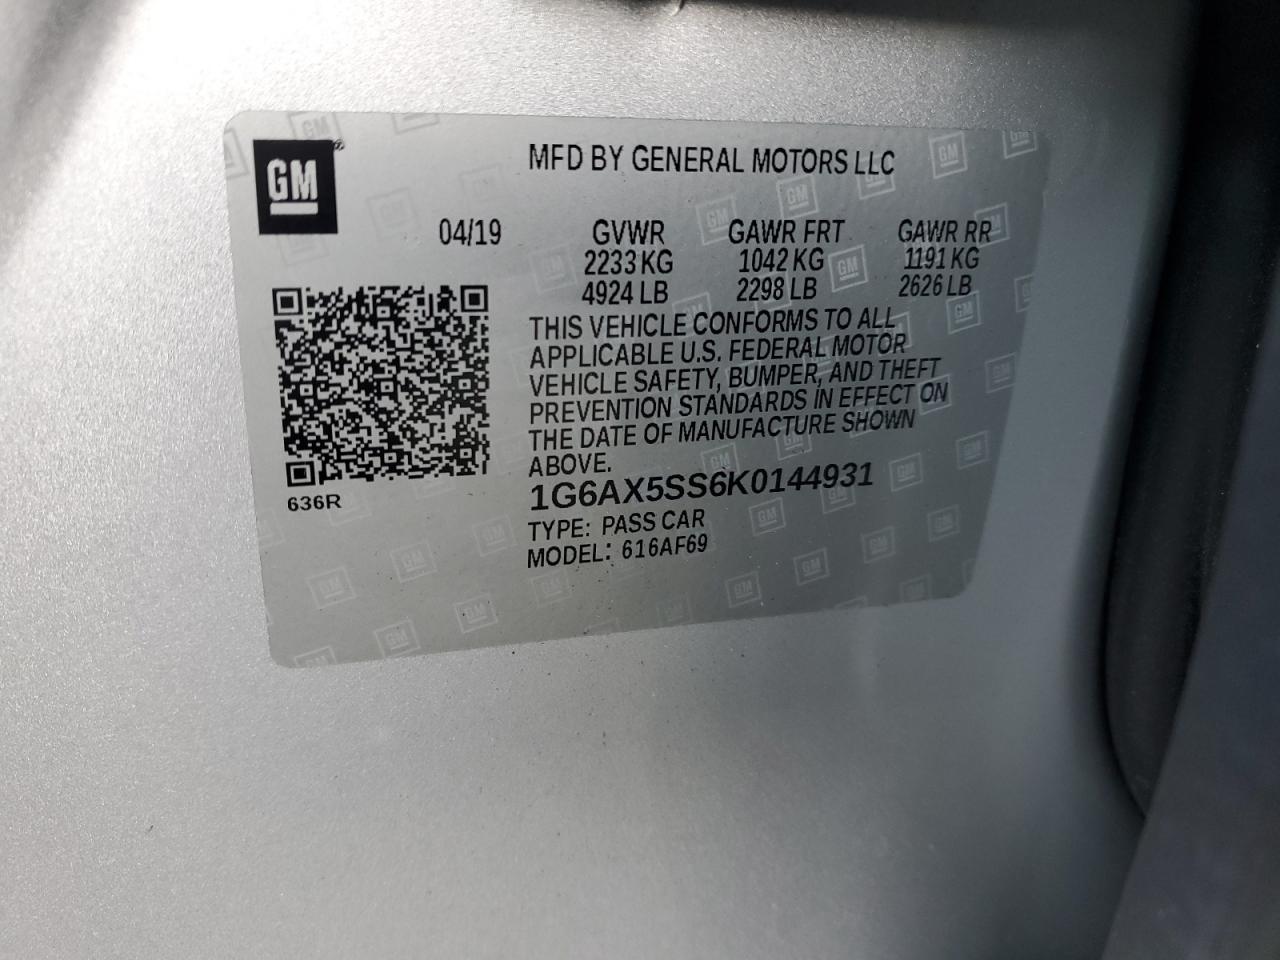 GM
MFD BY GENERAL MOTORS LLC
04/19 GVWR GAWR FRT GAWR RR
2233 KG 1042 KG 1191 KG
4924 LB 2298 LB 2626 LB
THIS VEHICLE CONFORMS TO ALL
APPLICABLE U.S. FEDERAL MOTOR
VEHICLE SAFETY, BUMPER, AND THEFT
PREVENTION STANDARDS IN EFFECT ON
THE DATE OF MANUFACTURE SHOWN
ABOVE.
636R
1G6AX5SS6K0144931
TYPE: PASS CAR
MODEL: 616AF69